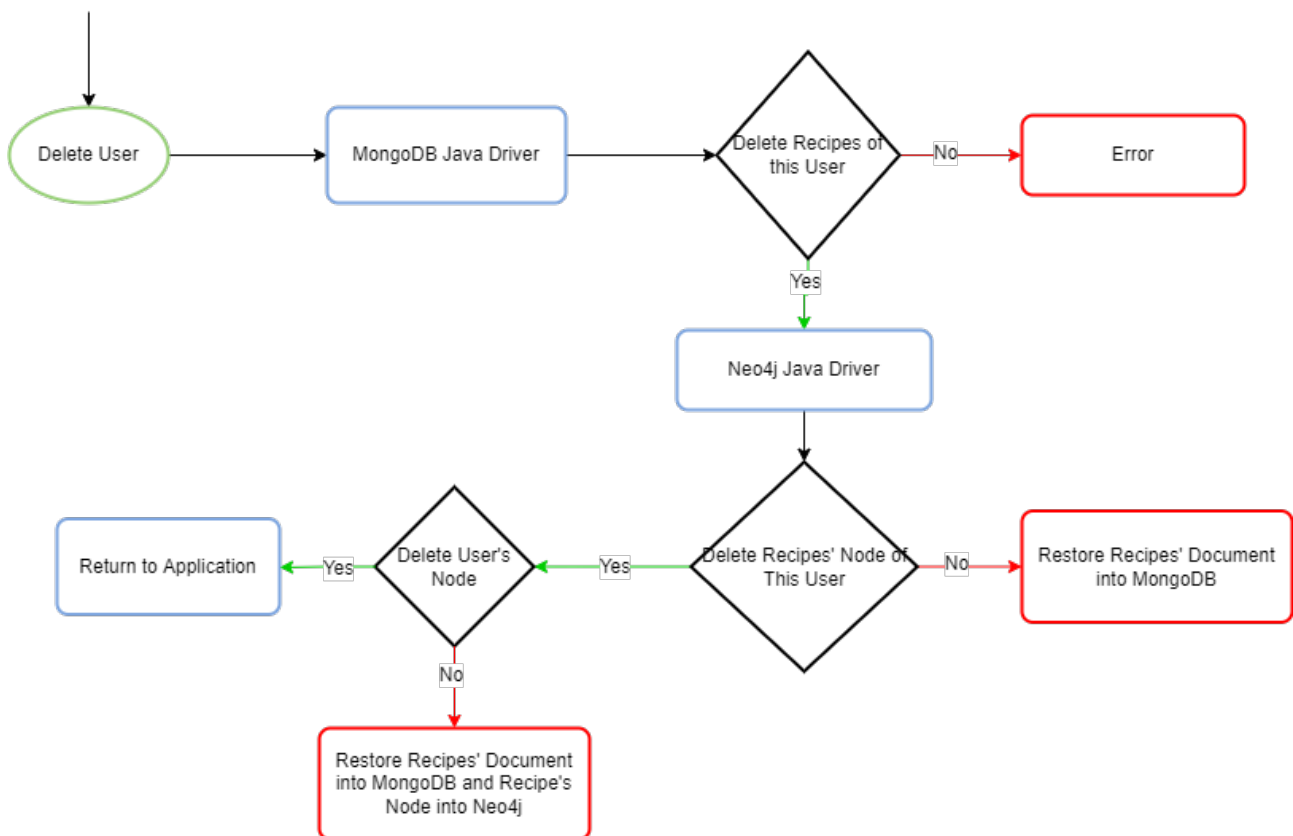 Delete User
MongoDB Java Driver
Delete Recipes of
this User
No
Error
Yes
Neo4j Java Driver
Return to Application
Yes
Delete User's
Node
Yes
Delete Recipes' Node of
This User
No
Restore Recipes' Document
into MongoDB
No
Restore Recipes' Document
into MongoDB and Recipe's
Node into Neo4j